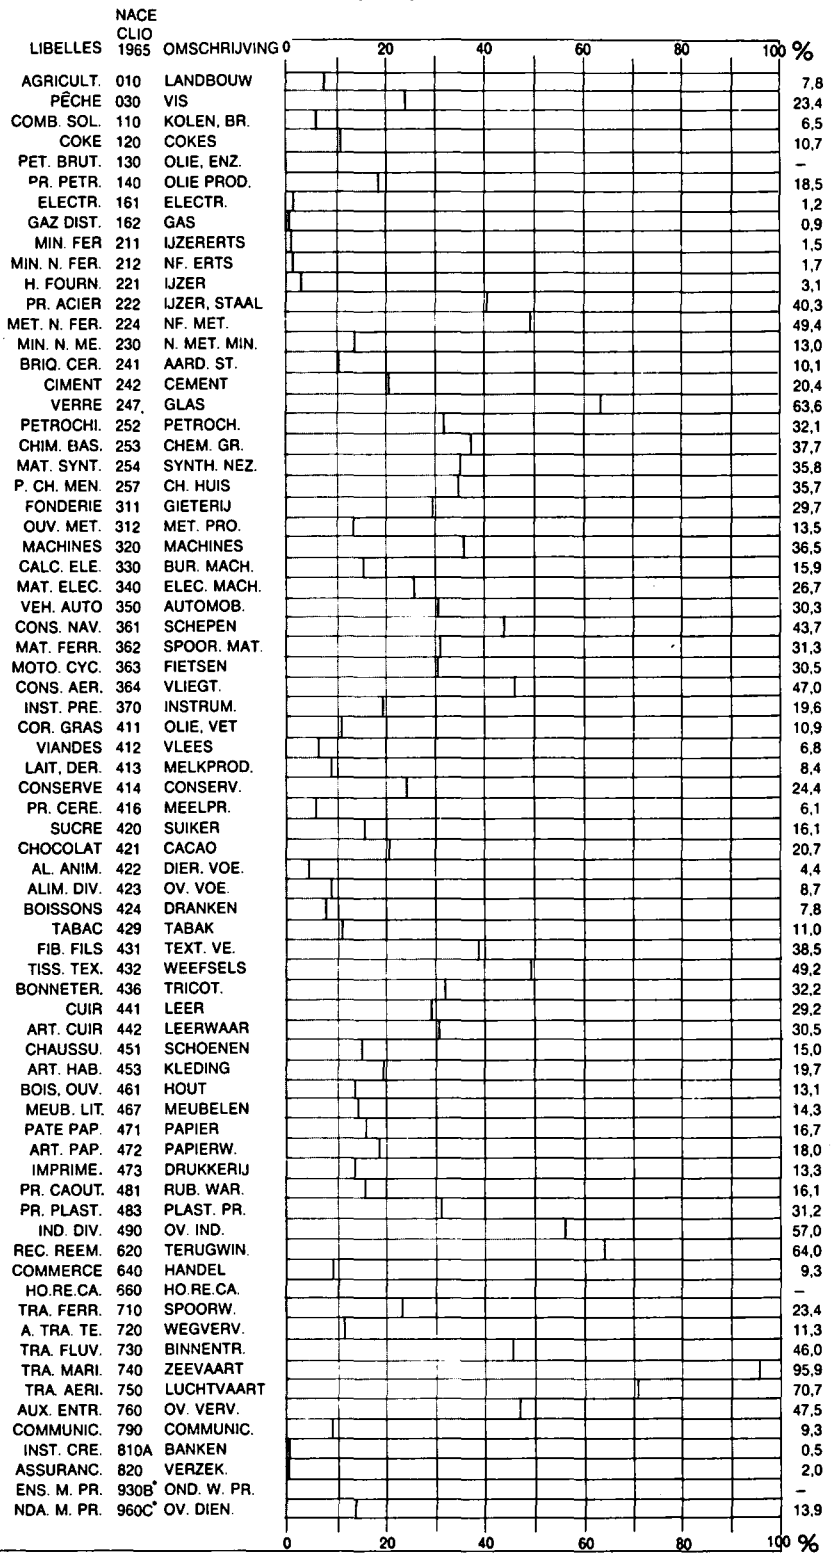 NACE
CLIO
LIBELLES 1965 OMSCHRIJVING 0 20 40 60 80 100 %
AGRICULT. 010 LANDBOUW 7,8
PÊCHE 030 VIS 23,4
COMB. SOL. 110 KOLEN, BR. 6,5
COKE 120 COKES 10,7
PET. BRUT. 130 OLIE, ENZ. –
PR. PETR. 140 OLIE PROD. 18,5
ELECTR. 161 ELECTR. 1,2
GAZ DIST. 162 GAS 0,9
MIN. FER 211 IJZERERTS 1,5
MIN. N. FER. 212 NF. ERTS 1,7
H. FOURN. 221 IJZER 3,1
PR. ACIER 222 IJZER, STAAL 40,3
MET. N. FER. 224 NF. MET. 49,4
MIN. N. ME. 230 N. MET. MIN. 13,0
BRIQ. CER. 241 AARD. ST. 10,1
CIMENT 242 CEMENT 20,4
VERRE 247. GLAS 63,6
PETROCHI. 252 PETROCH. 32,1
CHIM. BAS. 253 CHEM. GR. 37,7
MAT. SYNT. 254 SYNTH. NEZ. 35,8
P. CH. MEN. 257 CH. HUIS 35,7
FONDERIE 311 GIETERIJ 29,7
OUV. MET. 312 MET. PRO. 13,5
MACHINES 320 MACHINES 36,5
CALC. ELE. 330 BUR. MACH. 15,9
MAT. ELEC. 340 ELEC. MACH. 26,7
VEH. AUTO 350 AUTOMOB. 30,3
CONS. NAV. 361 SCHEPEN 43,7
MAT. FERR. 362 SPOOR. MAT. 31,3
MOTO. CYC. 363 FIETSEN 30,5
CONS. AER. 364 VLIEGT. 47,0
INST. PRE. 370 INSTRUM. 19,6
COR. GRAS 411 OLIE, VET 10,9
VIANDES 412 VLEES 6,8
LAIT, DER. 413 MELKPROD. 8,4
CONSERVE 414 CONSERV. 24,4
PR. CERE. 416 MEELPR. 6,1
SUCRE 420 SUIKER 16,1
CHOCOLAT 421 CACAO 20,7
AL. ANIM. 422 DIER. VOE. 4,4
ALIM. DIV. 423 OV. VOE. 8,7
BOISSONS 424 DRANKEN 7,8
TABAC 429 TABAK 11,0
FIB. FILS 431 TEXT. VE. 38,5
TISS. TEX. 432 WEEFSELS 49,2
BONNETER. 436 TRICOT. 32,2
CUIR 441 LEER 29,2
ART. CUIR 442 LEERWAAR 30,5
CHAUSSU. 451 SCHOENEN 15,0
ART. HAB. 453 KLEDING 19,7
BOIS, OUV. 461 HOUT 13,1
MEUB. LIT. 467 MEUBELEN 14,3
PATE PAP. 471 PAPIER 16,7
ART. PAP. 472 PAPIERW. 18,0
IMPRIME. 473 DRUKKERIJ 13,3
PR. CAOUT. 481 RUB. WAR. 16,1
PR. PLAST. 483 PLAST. PR. 31,2
IND. DIV. 490 OV. IND. 57,0
REC. REEM. 620 TERUGWIN. 64,0
COMMERCE 640 HANDEL 9,3
HO.RE.CA. 660 HO.RE.CA. –
TRA. FERR. 710 SPOORW. 23,4
A. TRA. TE. 720 WEGVERV. 11,3
TRA. FLUV. 730 BINNENTR. 46,0
TRA. MARI. 740 ZEEVAART 95,9
TRA. AERI. 750 LUCHTVAART 70,7
AUX. ENTR. 760 OV. VERV. 47,5
COMMUNIC. 790 COMMUNIC. 9,3
INST. CRE. 810A BANKEN 0,5
ASSURANC. 820 VERZEK. 2,0
ENS. M. PR. 930B* OND. W. PR. –
NDA. M. PR. 960C* OV. DIEN. 13,9
0 20 40 60 80 100 %